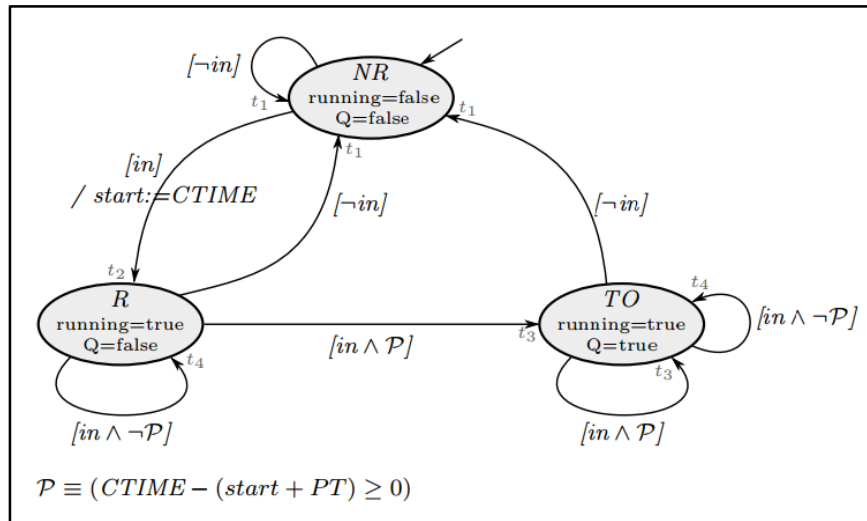 [¬in]
NR
running=false
Q=false
t1
t1
t1
[in]
/ start:=CTIME
[¬in]
[¬in]
t2
R
running=true
Q=false
t4
[in ∧ P]
t3
TO
running=true
Q=true
t4
t3
[in ∧ ¬P]
[in ∧ ¬P]
[in ∧ P]
P ≡ (CTIME − (start + PT) ≥ 0)